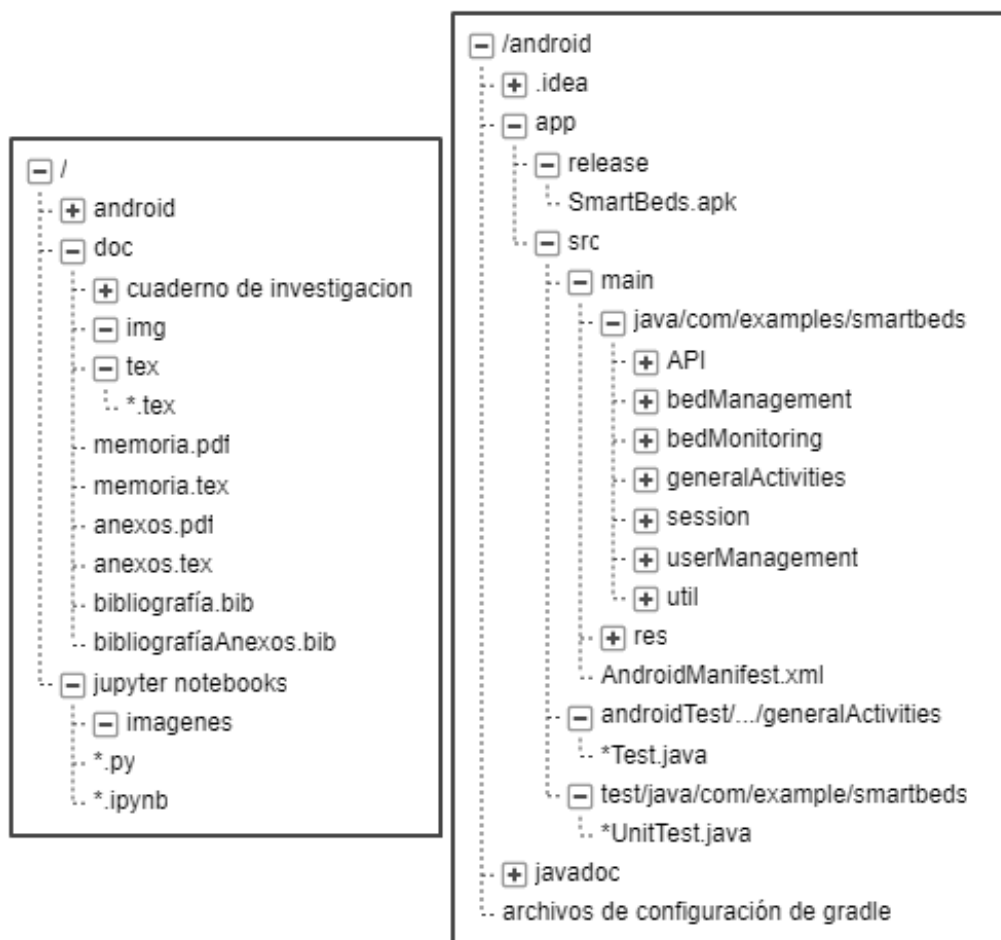 /
android
doc
cuaderno de investigacion
img
tex
*.tex
memoria.pdf
memoria.tex
anexos.pdf
anexos.tex
bibliografía.bib
bibliografíaAnexos.bib
jupyter notebooks
imagenes
*.py
*.ipynb
/android
.idea
app
release
SmartBeds.apk
src
main
java/com/examples/smartbeds
API
bedManagement
bedMonitoring
generalActivities
session
userManagement
util
res
AndroidManifest.xml
androidTest/.../generalActivities
*Test.java
test/java/com/example/smartbeds
*UnitTest.java
javadoc
archivos de configuración de gradle